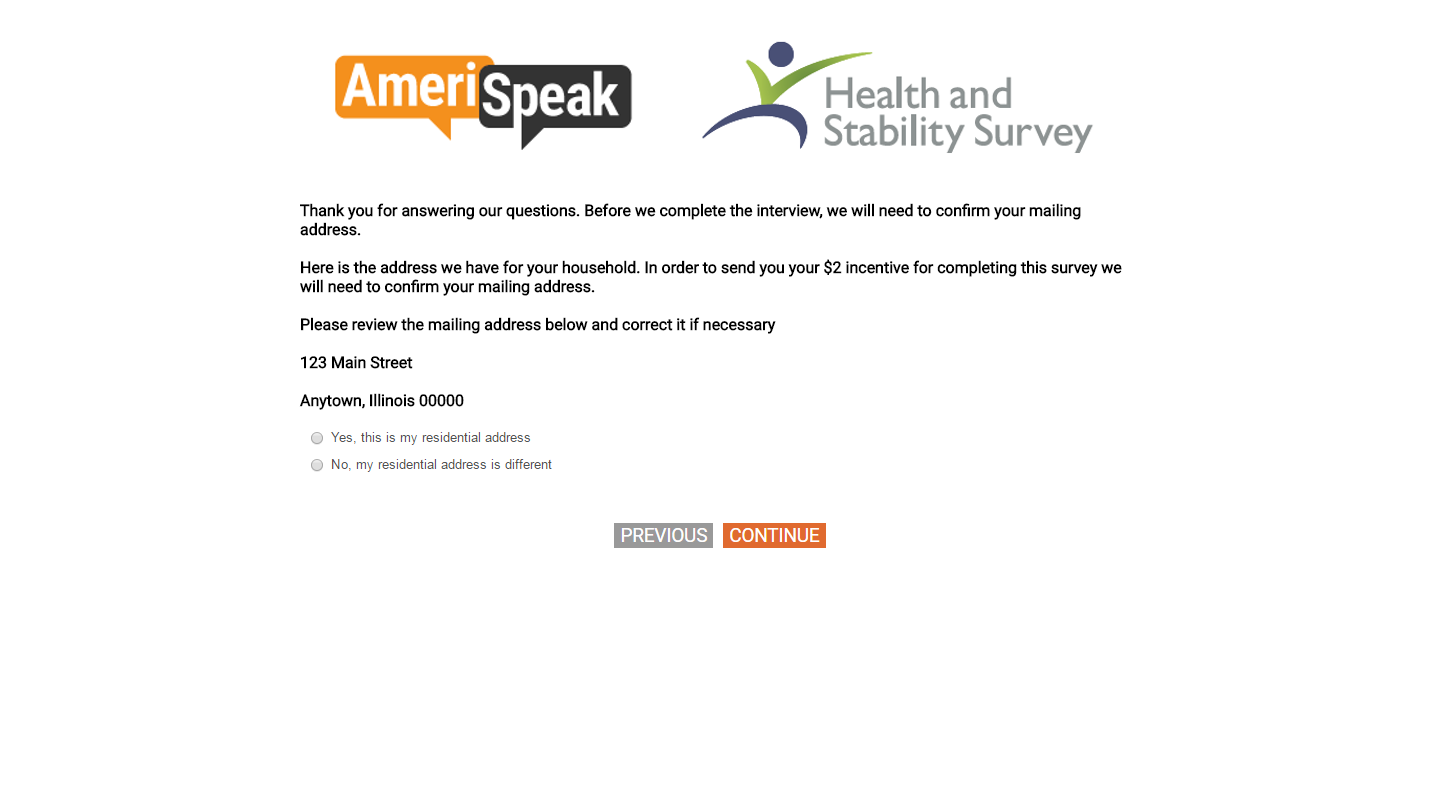 AmeriSpeak
Health and
Stability Survey
Thank you for answering our questions. Before we complete the interview, we will need to confirm your mailing
address.
Here is the address we have for your household. In order to send you your $2 incentive for completing this survey we
will need to confirm your mailing address.
Please review the mailing address below and correct it if necessary
123 Main Street
Anytown, Illinois 00000
Yes, this is my residential address
No, my residential address is different
PREVIOUS CONTINUE